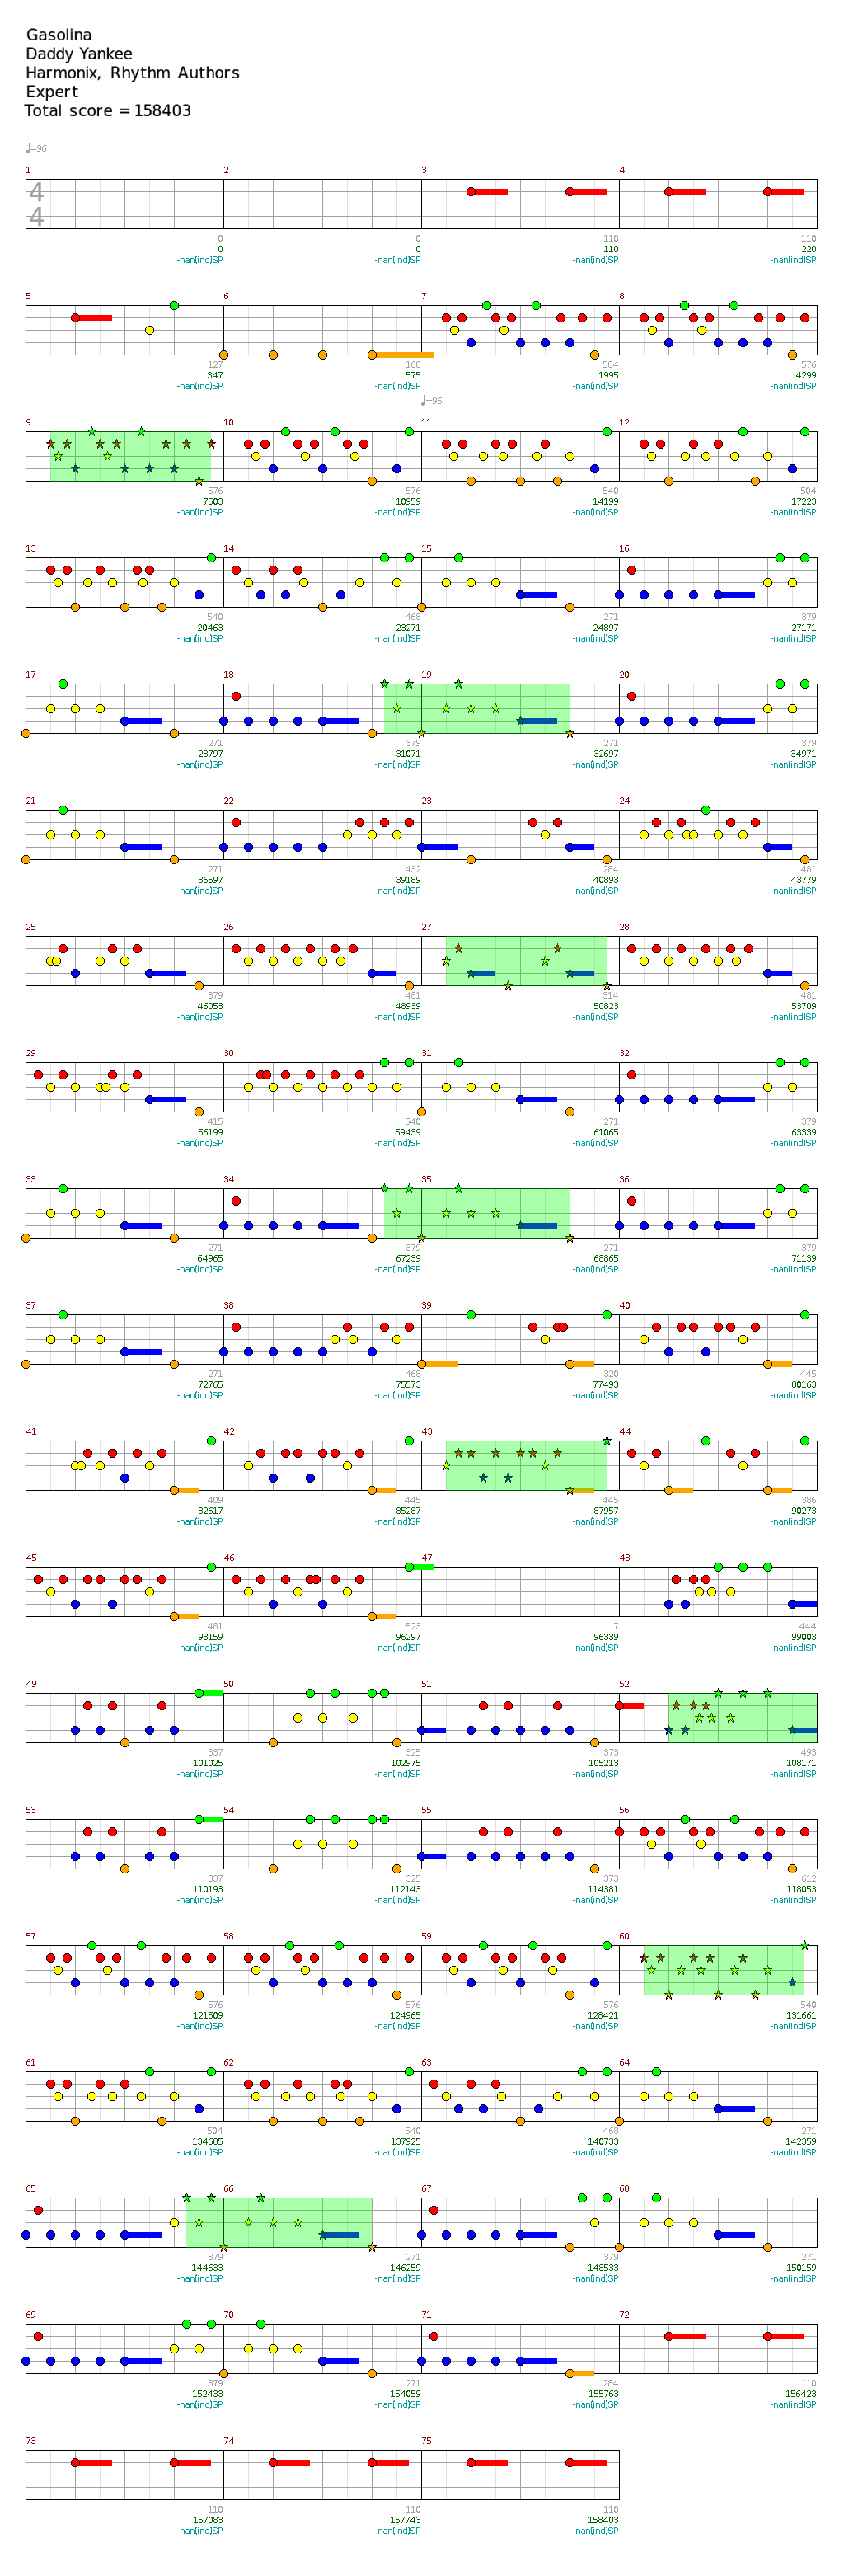 Gasolina
Daddy Yankee
Harmonix, Rhythm Authors
Expert
Total score = 158403
♩=96
1 2 3 4
4
4
0 0 110 110
0 0 110 220
-nan(ind)SP -nan(ind)SP -nan(ind)SP -nan(ind)SP
5 6 7 8
127 168 584 576
347 575 1995 4299
-nan(ind)SP -nan(ind)SP -nan(ind)SP -nan(ind)SP
♩=96
9 10 11 12
576 576 540 504
7503 10959 14199 17223
-nan(ind)SP -nan(ind)SP -nan(ind)SP -nan(ind)SP
13 14 15 16
540 468 271 379
20463 23271 24897 27171
-nan(ind)SP -nan(ind)SP -nan(ind)SP -nan(ind)SP
17 18 19 20
271 379 271 379
28797 31071 32697 34971
-nan(ind)SP -nan(ind)SP -nan(ind)SP -nan(ind)SP
21 22 23 24
271 432 284 481
36597 39189 40893 43779
-nan(ind)SP -nan(ind)SP -nan(ind)SP -nan(ind)SP
25 26 27 28
379 481 314 481
46053 48939 50823 53709
-nan(ind)SP -nan(ind)SP -nan(ind)SP -nan(ind)SP
29 30 31 32
415 540 271 379
56199 59439 61065 63339
-nan(ind)SP -nan(ind)SP -nan(ind)SP -nan(ind)SP
33 34 35 36
271 379 271 379
64965 67239 68865 71139
-nan(ind)SP -nan(ind)SP -nan(ind)SP -nan(ind)SP
37 38 39 40
271 468 320 445
72765 75573 77493 80163
-nan(ind)SP -nan(ind)SP -nan(ind)SP -nan(ind)SP
41 42 43 44
409 445 445 386
82617 85287 87957 90273
-nan(ind)SP -nan(ind)SP -nan(ind)SP -nan(ind)SP
45 46 47 48
481 523 7 444
93159 96297 96339 99003
-nan(ind)SP -nan(ind)SP -nan(ind)SP -nan(ind)SP
49 50 51 52
337 325 373 493
101025 102975 105213 108171
-nan(ind)SP -nan(ind)SP -nan(ind)SP -nan(ind)SP
53 54 55 56
337 325 373 612
110193 112143 114381 118053
-nan(ind)SP -nan(ind)SP -nan(ind)SP -nan(ind)SP
57 58 59 60
576 576 576 540
121509 124965 128421 131661
-nan(ind)SP -nan(ind)SP -nan(ind)SP -nan(ind)SP
61 62 63 64
504 540 468 271
134685 137925 140733 142359
-nan(ind)SP -nan(ind)SP -nan(ind)SP -nan(ind)SP
65 66 67 68
379 271 379 271
144633 146259 148533 150159
-nan(ind)SP -nan(ind)SP -nan(ind)SP -nan(ind)SP
69 70 71 72
379 271 284 110
152433 154059 155763 156423
-nan(ind)SP -nan(ind)SP -nan(ind)SP -nan(ind)SP
73 74 75
110 110 110
157083 157743 158403
-nan(ind)SP -nan(ind)SP -nan(ind)SP